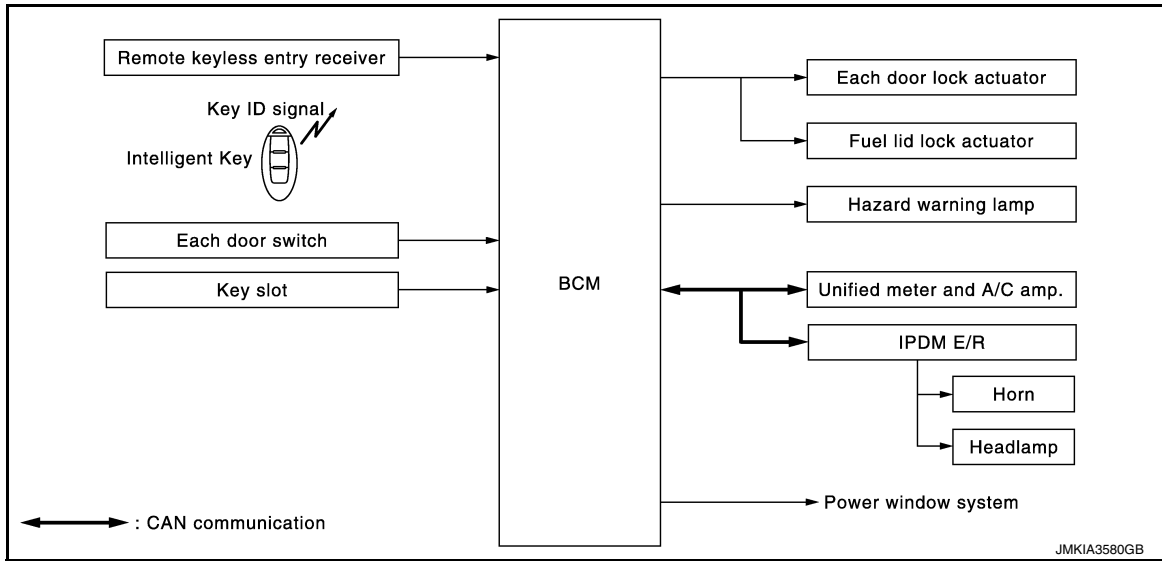 Remote keyless entry receiver
Key ID signal
Intelligent Key
Each door switch
Key slot
BCM
Each door lock actuator
Fuel lid lock actuator
Hazard warning lamp
Unified meter and A/C amp.
IPDM E/R
Horn
Headlamp
Power window system
: CAN communication
JMKIA3580GB